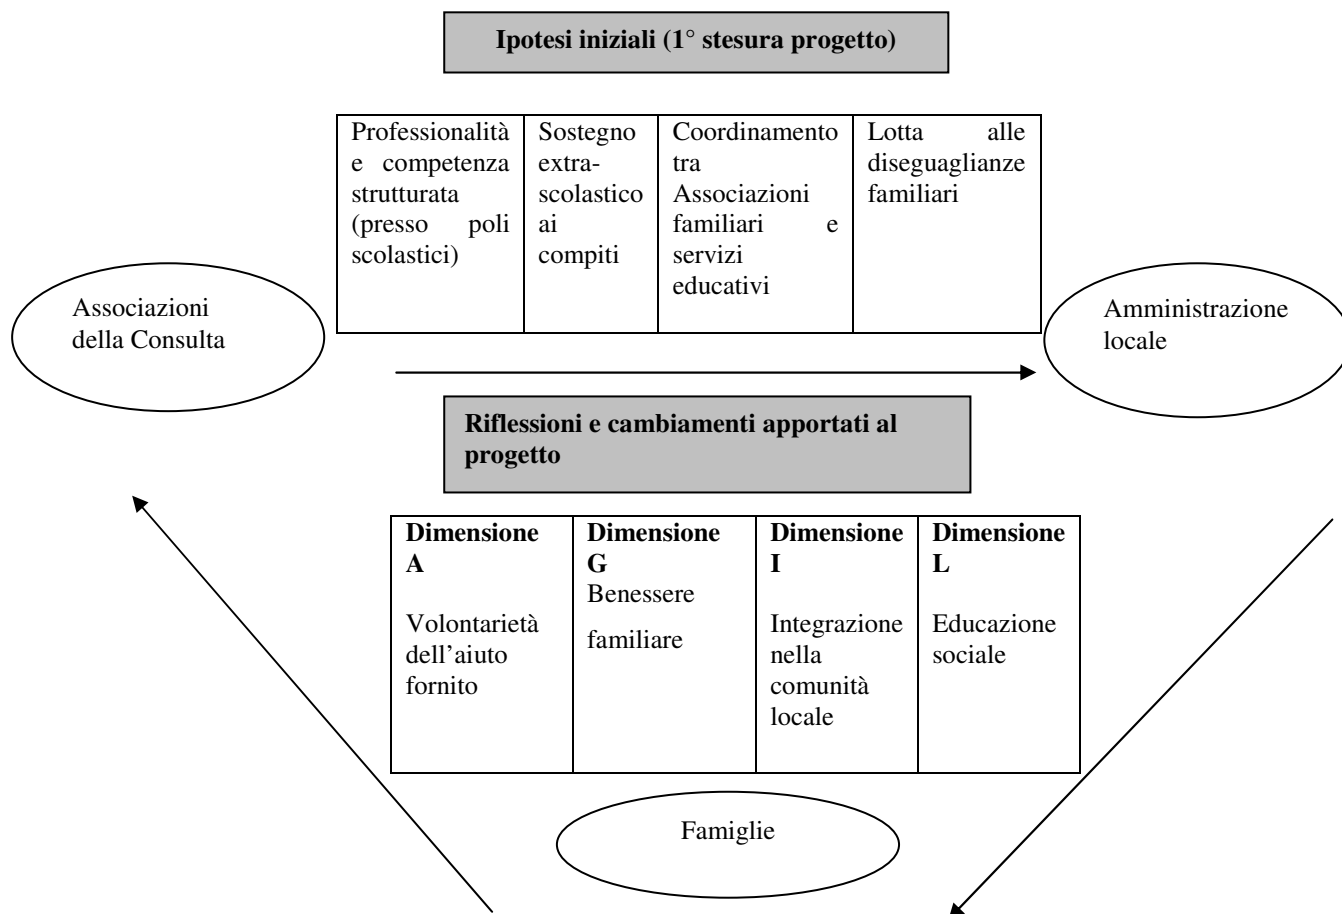 Ipotesi iniziali (1° stesura progetto)
Professionalità
e competenza
strutturata
(presso poli
scolastici)
Sostegno
extra-
scolastico
ai
compiti
Coordinamento
tra
Associazioni
familiari e
servizi
educativi
Lotta alle
diseguaglianze
familiari
Associazioni
della Consulta
Amministrazione
locale
Riflessioni e cambiamenti apportati al
progetto
Dimensione
A
Volontarietà
dell’aiuto
fornito
Dimensione
G
Benessere
familiare
Dimensione
I
Integrazione
nella
comunità
locale
Dimensione
L
Educazione
sociale
Famiglie